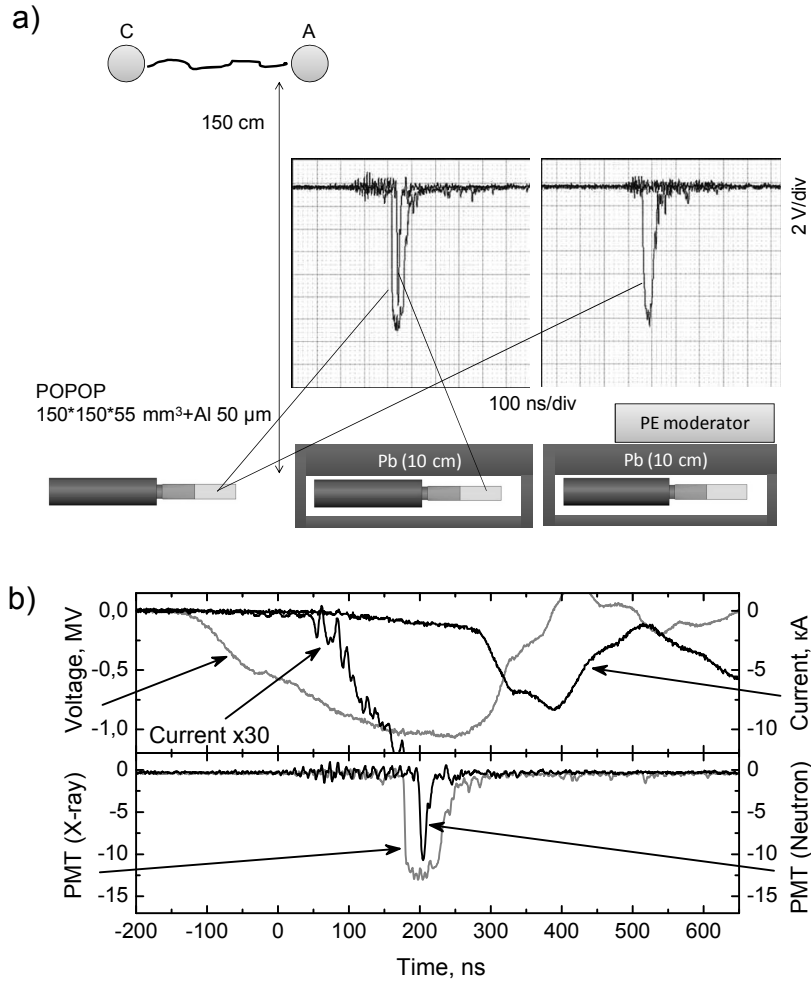 a)
C A
150 cm
2 V/div
100 ns/div
POPOP
150*150*55 mm³+Al 50 µm
PE moderator
Pb (10 cm) Pb (10 cm)
b)
Voltage, MV
0,0
-0,5
-1,0
Current x30
0
-5
-10
Current, кА
PMT (X-ray)
0
-5
-10
-15
0
-5
-10
-15
PMT (Neutron)
-200 -100 0 100 200 300 400 500 600
Time, ns